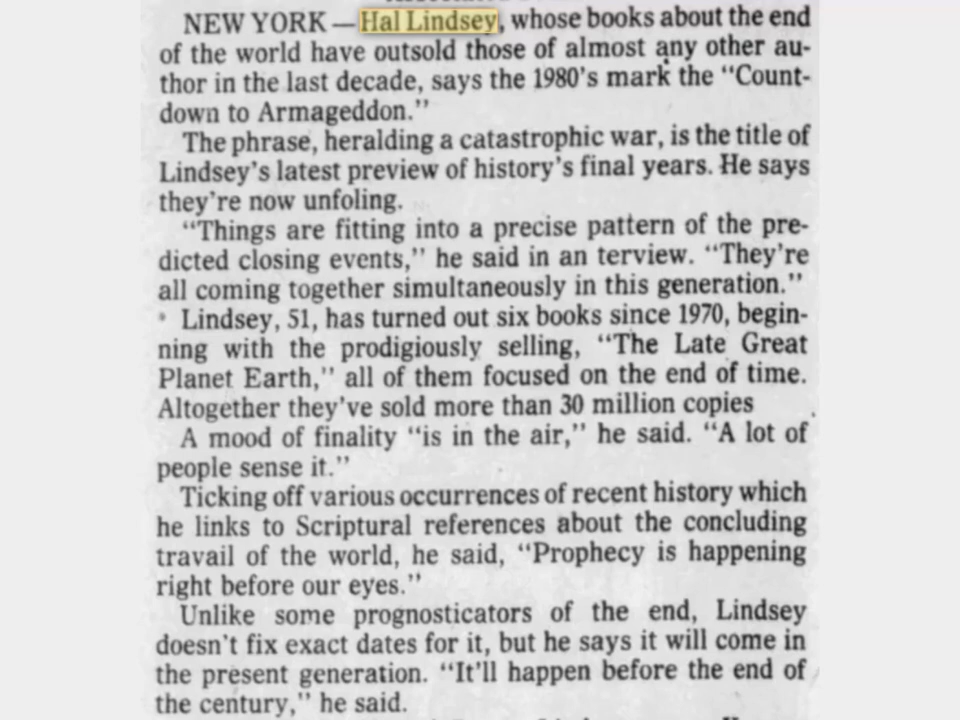 NEW YORK — Hal Lindsey, whose books about the end
of the world have outsold those of almost any other au-
thor in the last decade, says the 1980's mark the "Count-
down to Armageddon."
The phrase, heralding a catastrophic war, is the title of
Lindsey's latest preview of history's final years. He says
they're now unfoling.
"Things are fitting into a precise pattern of the pre-
dicted closing events," he said in an terview. "They're
all coming together simultaneously in this generation."
Lindsey, 51, has turned out six books since 1970, begin-
ning with the prodigiously selling, "The Late Great
Planet Earth," all of them focused on the end of time.
Altogether they've sold more than 30 million copies
A mood of finality "is in the air," he said. "A lot of
people sense it."
Ticking off various occurrences of recent history which
he links to Scriptural references about the concluding
travail of the world, he said, "Prophecy is happening
right before our eyes."
Unlike some prognosticators of the end, Lindsey
doesn't fix exact dates for it, but he says it will come in
the present generation. "It'll happen before the end of
the century," he said.